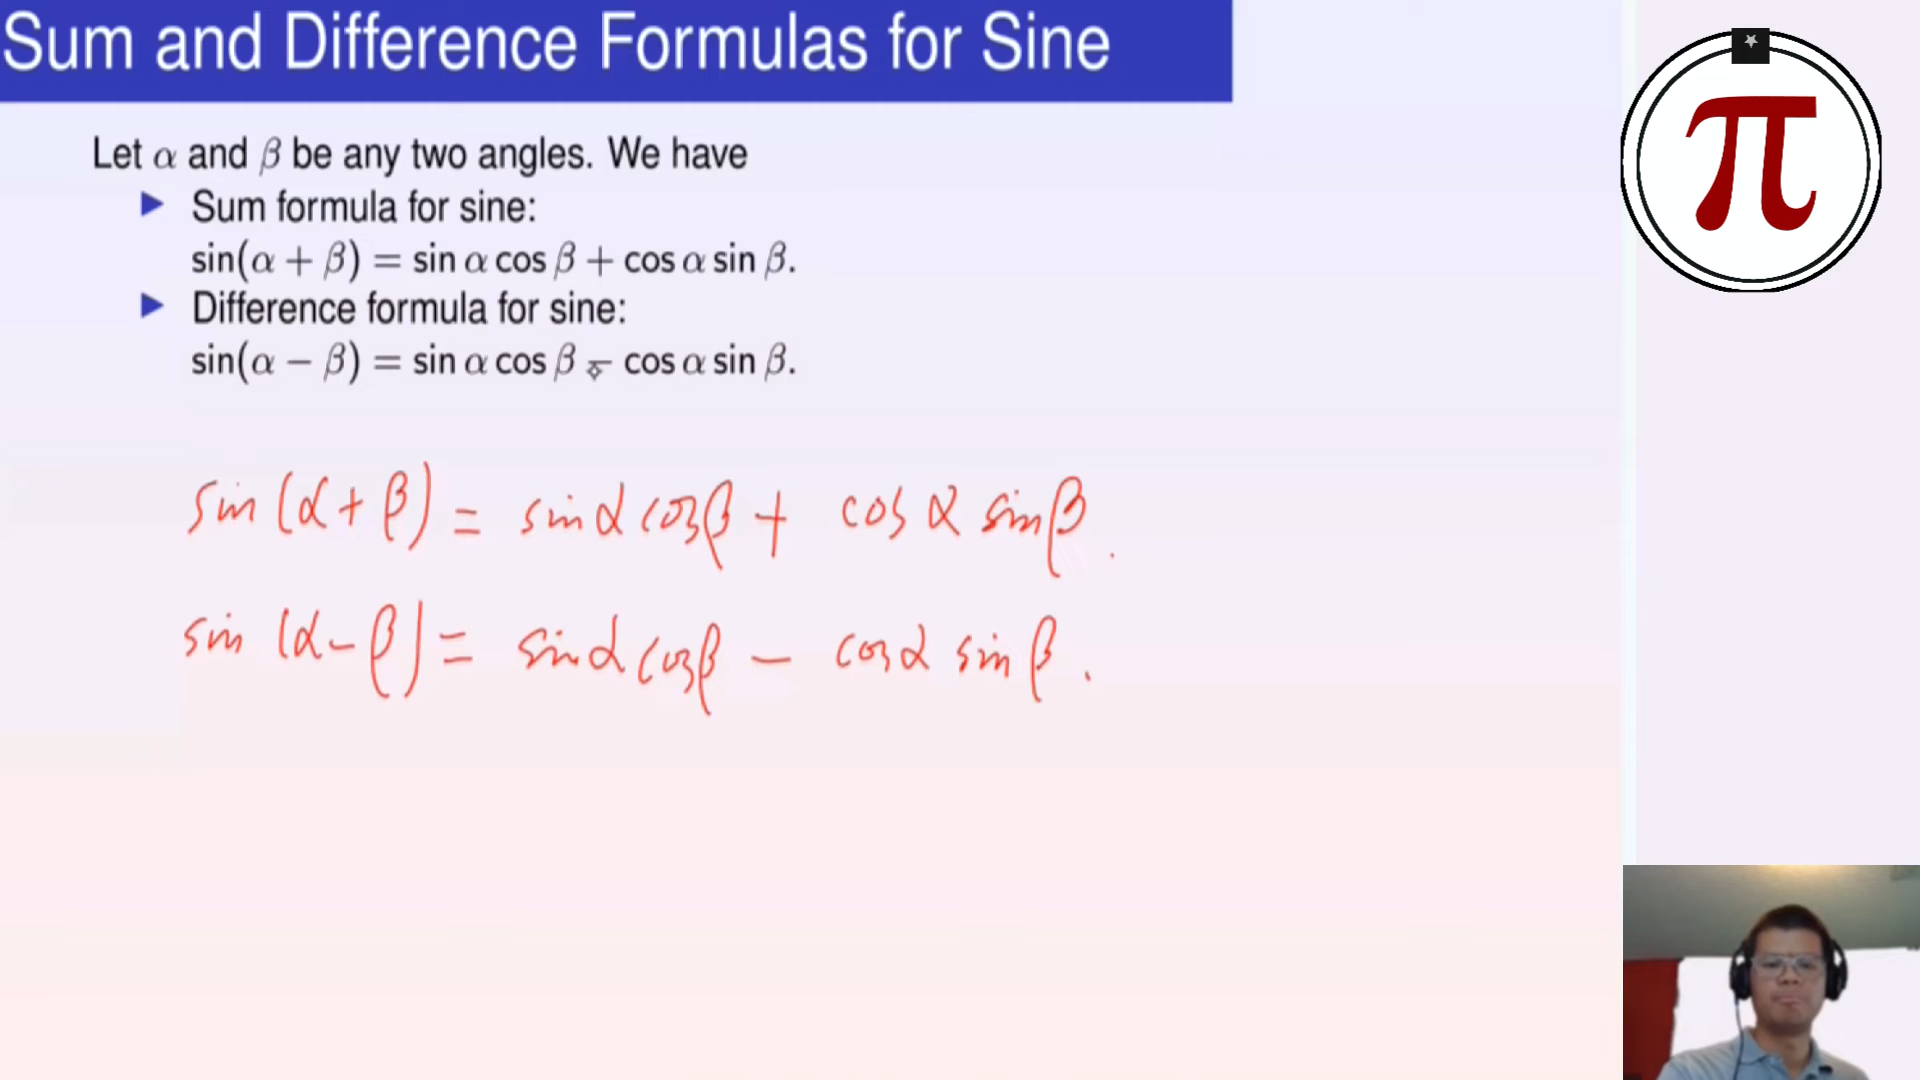 Sum and Difference Formulas for Sine
Let α and β be any two angles. We have
▶ Sum formula for sine:
sin(α + β) = sin α cos β + cos α sin β.
▶ Difference formula for sine:
sin(α − β) = sin α cos β − cos α sin β.
π
sin (α + β) = sin α cos β + cos α sin β .
sin (α − β) = sin α cos β − cos α sin β .